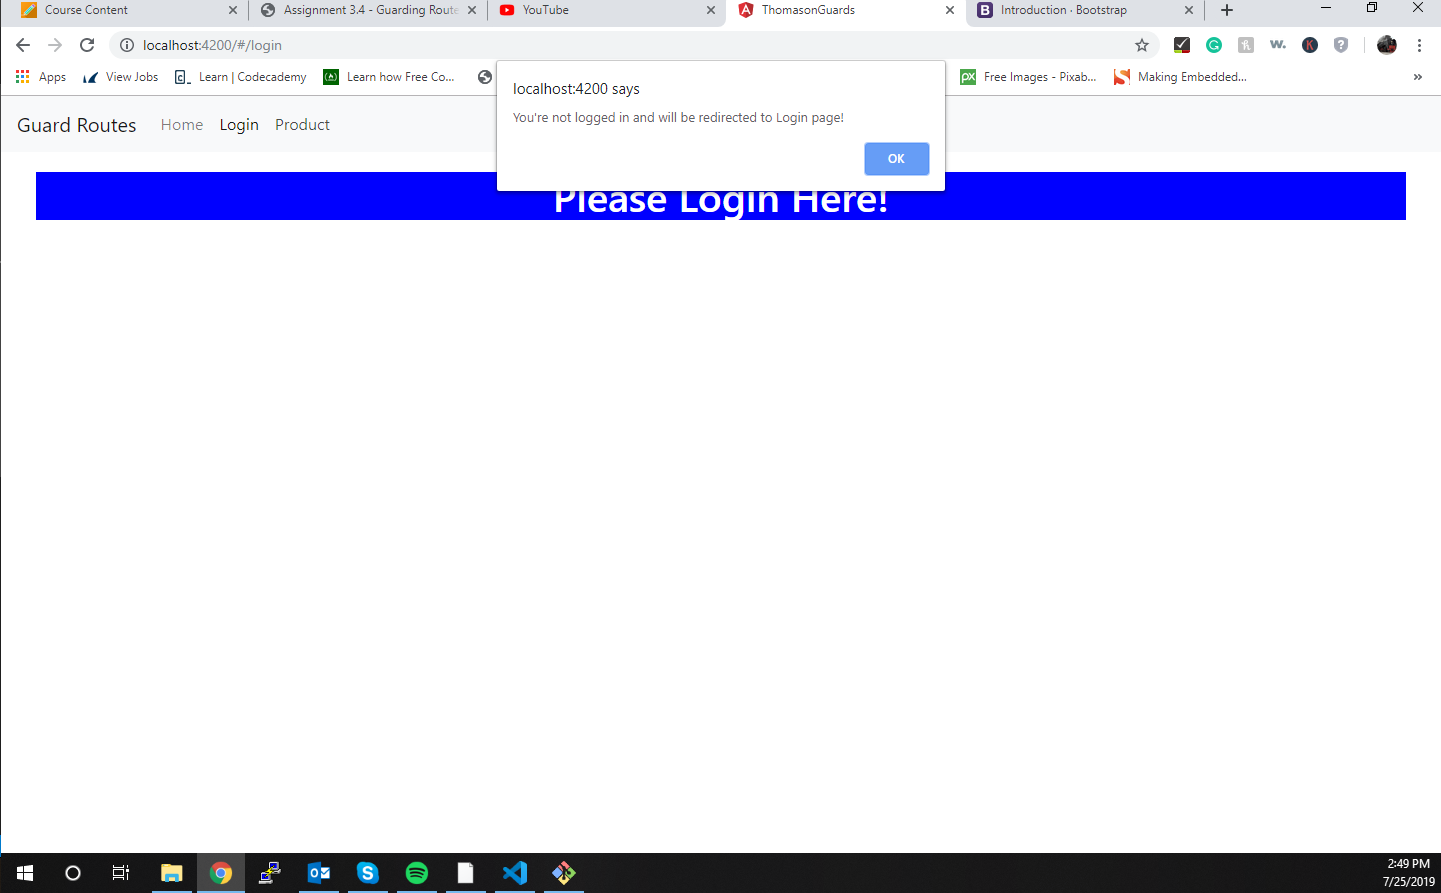 Course Content
Assignment 3.4 - Guarding Route
YouTube
ThomasonGuards
Introduction · Bootstrap
localhost:4200/#/login
Apps
View Jobs
Learn | Codecademy
Learn how Free Co...
Free Images - Pixab...
Making Embedded...
»
localhost:4200 says
You're not logged in and will be redirected to Login page!
OK
Guard Routes
Home
Login
Product
Please Login Here!
2:49 PM
7/25/2019